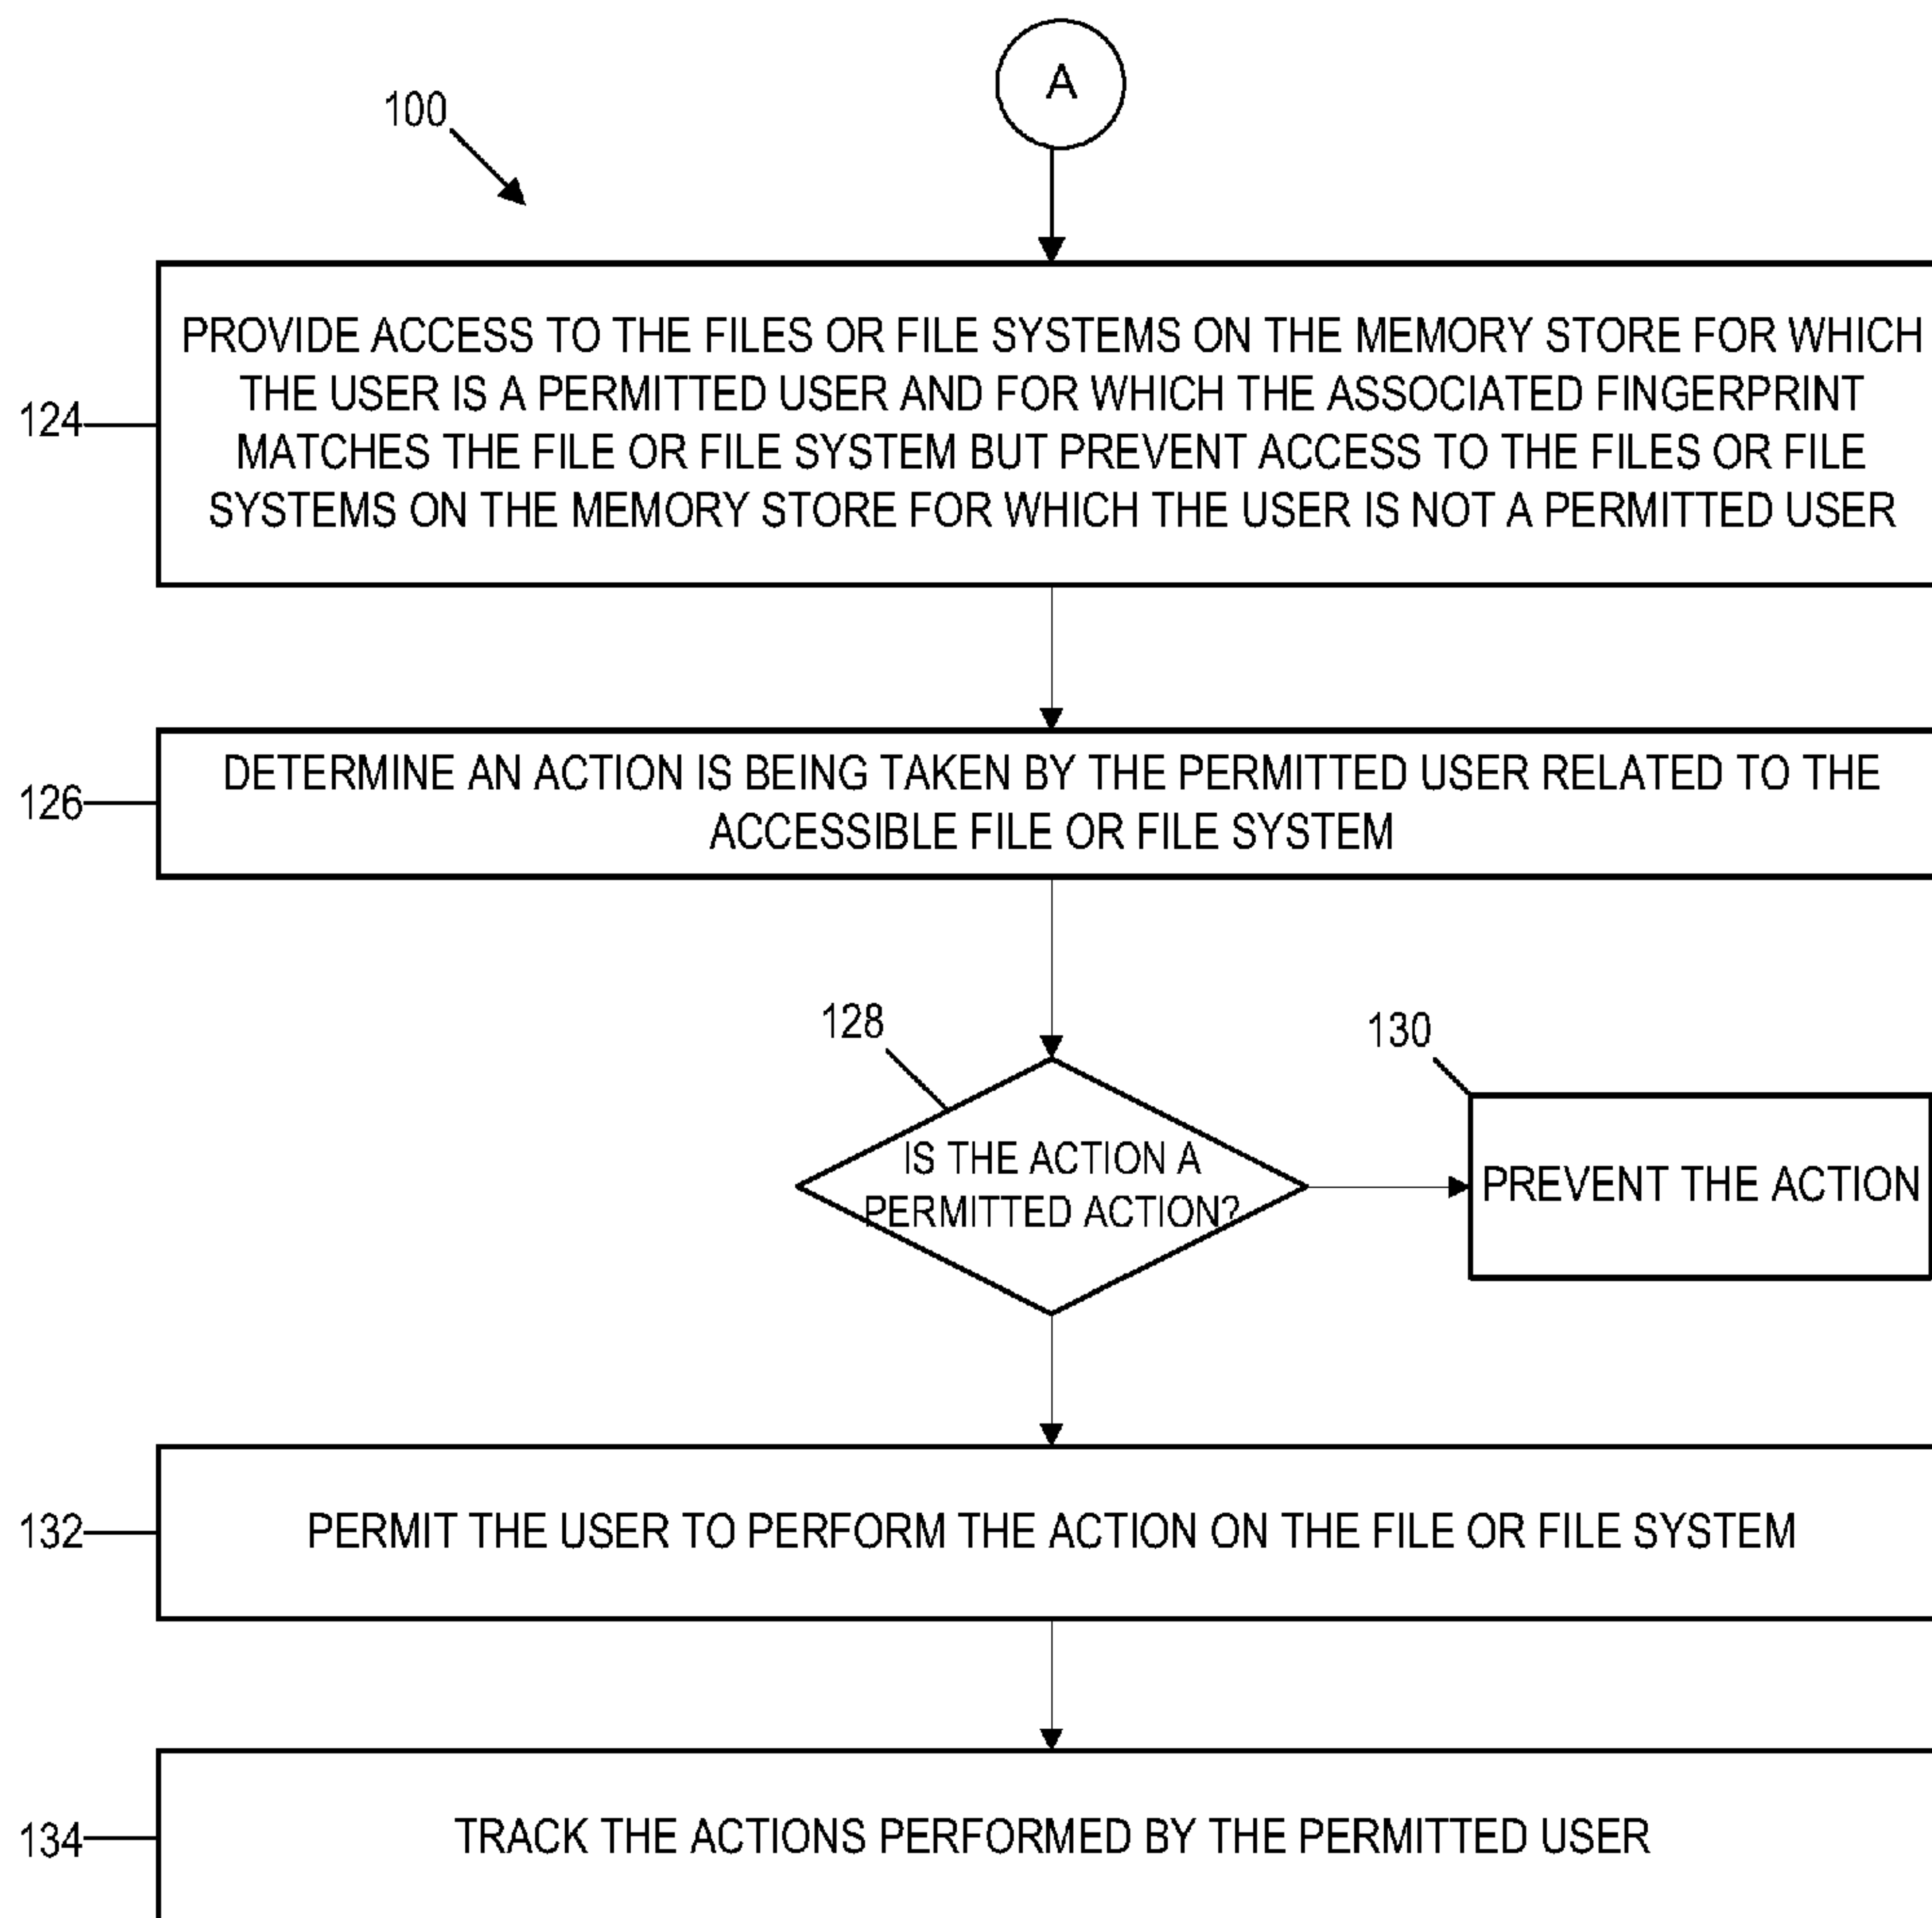 A
100
PROVIDE ACCESS TO THE FILES OR FILE SYSTEMS ON THE MEMORY STORE FOR WHICH
THE USER IS A PERMITTED USER AND FOR WHICH THE ASSOCIATED FINGERPRINT
MATCHES THE FILE OR FILE SYSTEM BUT PREVENT ACCESS TO THE FILES OR FILE
SYSTEMS ON THE MEMORY STORE FOR WHICH THE USER IS NOT A PERMITTED USER
124
DETERMINE AN ACTION IS BEING TAKEN BY THE PERMITTED USER RELATED TO THE
ACCESSIBLE FILE OR FILE SYSTEM
126
128
IS THE ACTION A
PERMITTED ACTION?
130
PREVENT THE ACTION
132
PERMIT THE USER TO PERFORM THE ACTION ON THE FILE OR FILE SYSTEM
134
TRACK THE ACTIONS PERFORMED BY THE PERMITTED USER